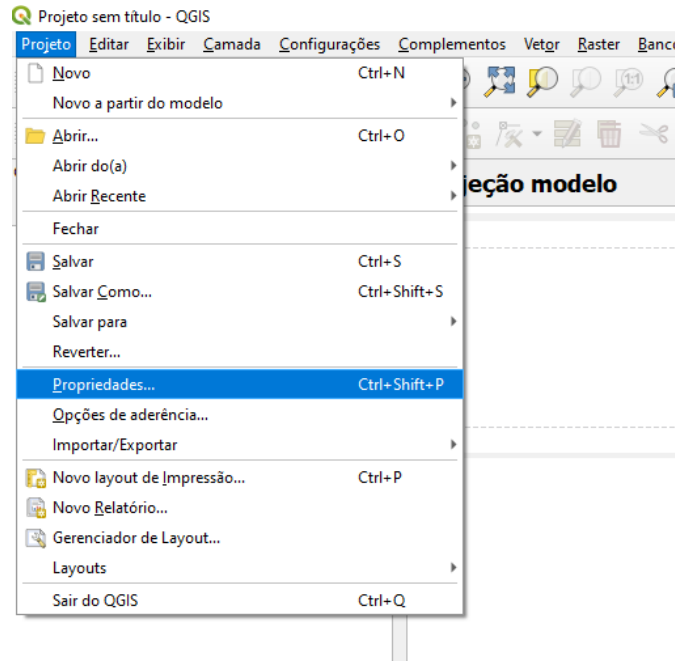 Projeto sem título - QGIS
Projeto Editar Exibir Camada Configurações Complementos Vetor Raster Banco
Novo Ctrl+N
Novo a partir do modelo
Abrir... Ctrl+O
Abrir do(a)
Abrir Recente
jeção modelo
Fechar
Salvar Ctrl+S
Salvar Como... Ctrl+Shift+S
Salvar para
Reverter...
Propriedades... Ctrl+Shift+P
Opções de aderência...
Importar/Exportar
Novo layout de Impressão... Ctrl+P
Novo Relatório...
Gerenciador de Layout...
Layouts
Sair do QGIS Ctrl+Q